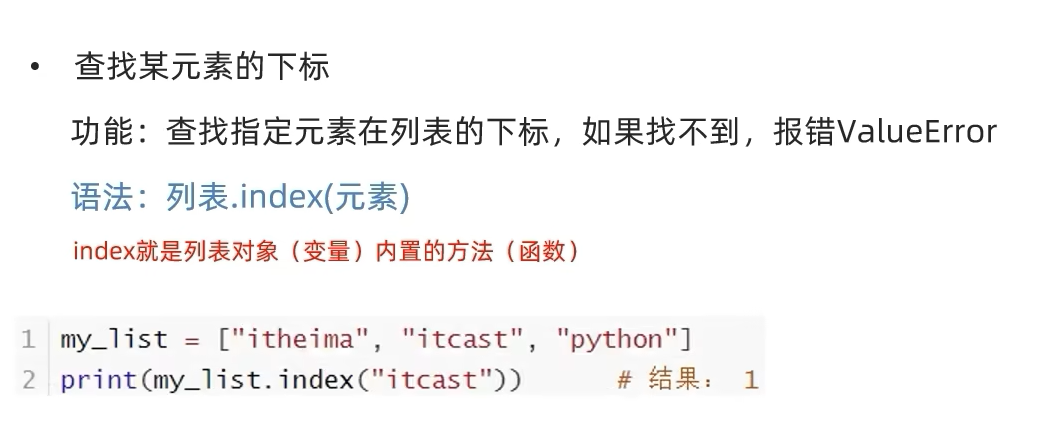 • 查找某元素的下标
功能：查找指定元素在列表的下标，如果找不到，报错ValueError
语法：列表.index(元素)
index就是列表对象（变量）内置的方法（函数）
1 my_list = ["itheima", "itcast", "python"]
2 print(my_list.index("itcast")) # 结果： 1